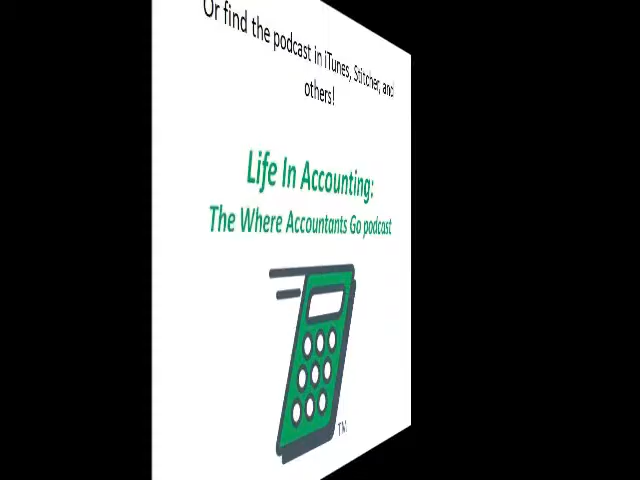 Or find the podcast in iTunes, Stitcher, and
others!
Life In Accounting:
The Where Accountants Go podcast
TM